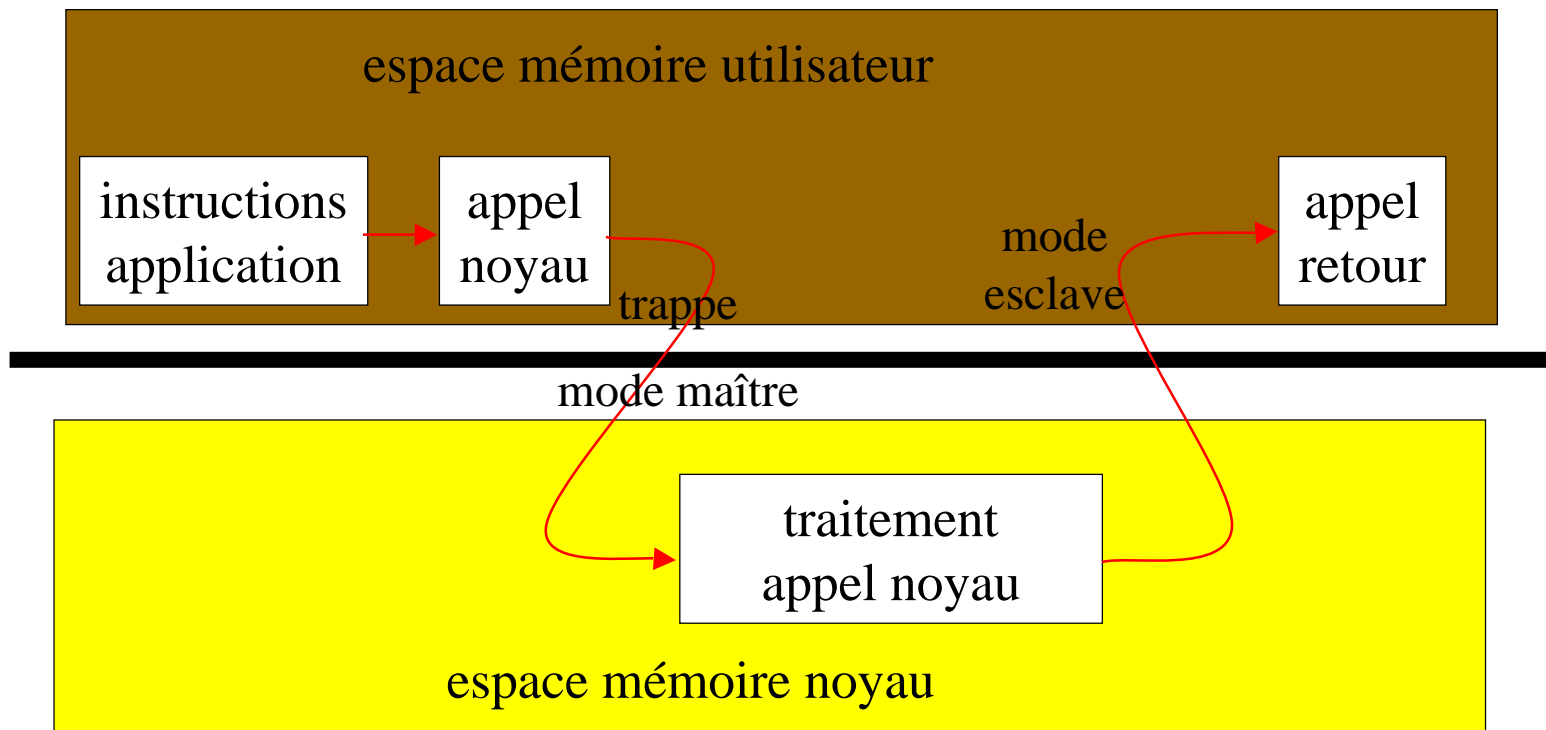 espace mémoire utilisateur
instructions
application
appel
noyau
trappe
mode
esclave
appel
retour
mode maître
traitement
appel noyau
espace mémoire noyau